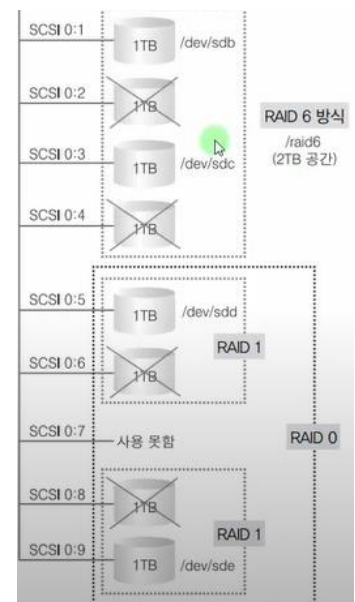 SCSI 0:1
1TB
/dev/sdb
SCSI 0:2
1TB
RAID 6 방식
/raid6
(2TB 공간)
SCSI 0:3
1TB
/dev/sdc
SCSI 0:4
1TB
SCSI 0:5
1TB
/dev/sdd
RAID 1
SCSI 0:6
1TB
SCSI 0:7
사용 못함
RAID 0
SCSI 0:8
1TB
RAID 1
SCSI 0:9
1TB
/dev/sde